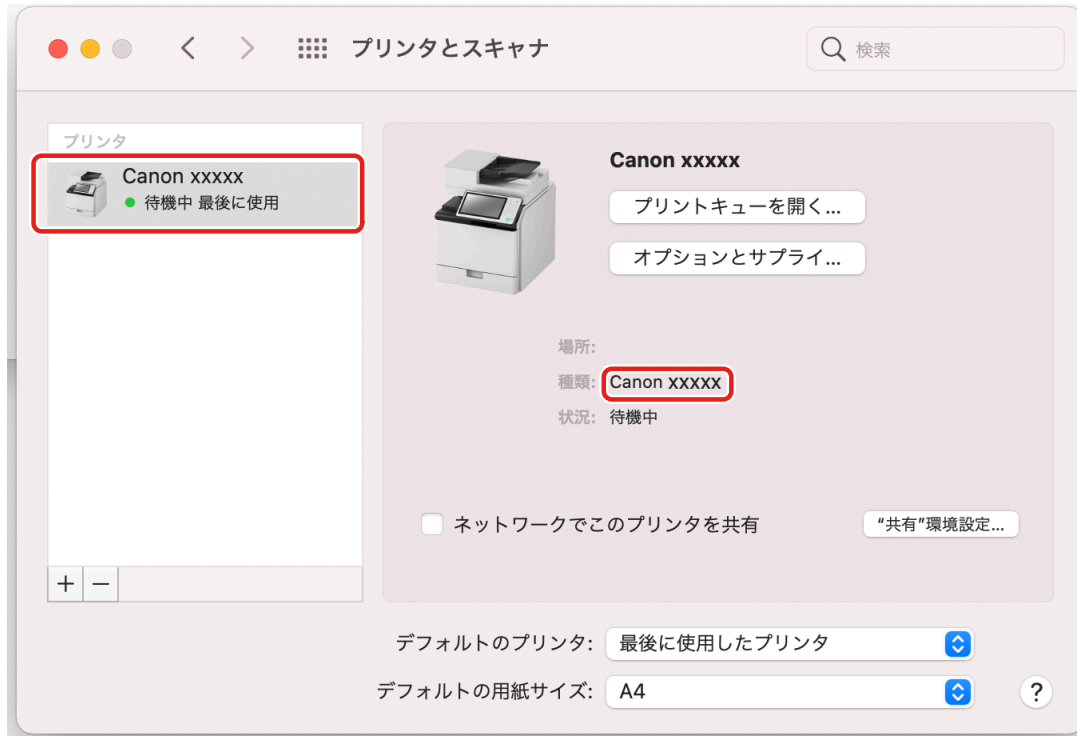 プリンタとスキャナ
検索
プリンタ
Canon xxxxx
待機中 最後に使用
Canon xxxxx
プリントキューを開く...
オプションとサプライ...
場所:
種類: Canon xxxxx
状況: 待機中
ネットワークでこのプリンタを共有
“共有”環境設定...
デフォルトのプリンタ: 最後に使用したプリンタ
デフォルトの用紙サイズ: A4
?